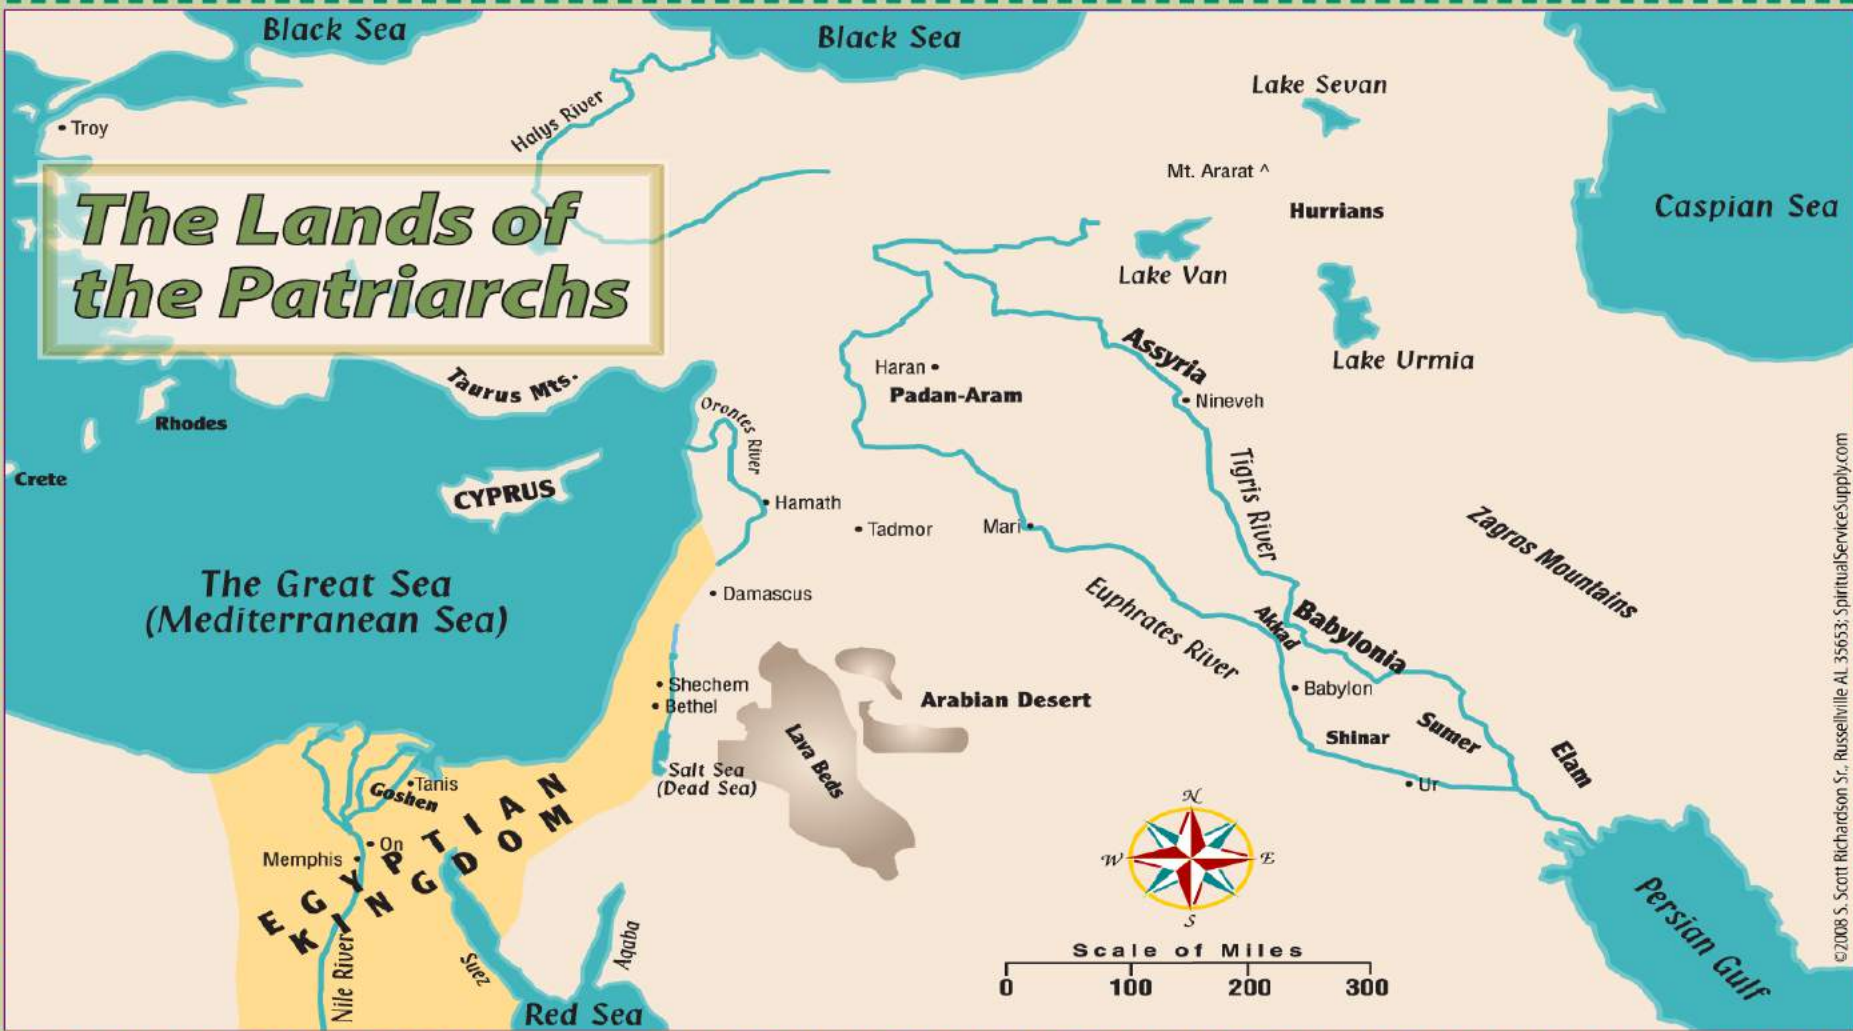 Black Sea
Black Sea
Lake Sevan
Halys River
Troy
Mt. Ararat ^
The Lands of
the Patriarchs
Hurrians
Caspian Sea
Lake Van
Assyria
Lake Urmia
Haran
Padan-Aram
Nineveh
Taurus Mts.
Orontes River
Rhodes
Crete
CYPRUS
Hamath
Tadmor
Mari
Tigris River
Zagros Mountains
The Great Sea
(Mediterranean Sea)
Damascus
Euphrates River
Akkad
Babylonia
Shechem
Bethel
Arabian Desert
Babylon
Lava Beds
Shinar
Sumer
Elam
Salt Sea
(Dead Sea)
Ur
Tanis
Goshen
On
Memphis
EGYPTIAN
KINGDOM
N
W
E
S
Persian Gulf
Scale of Miles
0 100 200 300
Nile River
Suez
Aqaba
Red Sea
©2008 S. Scott Richardson Sr., Russellville AL 35653; SpiritualServiceSupply.com